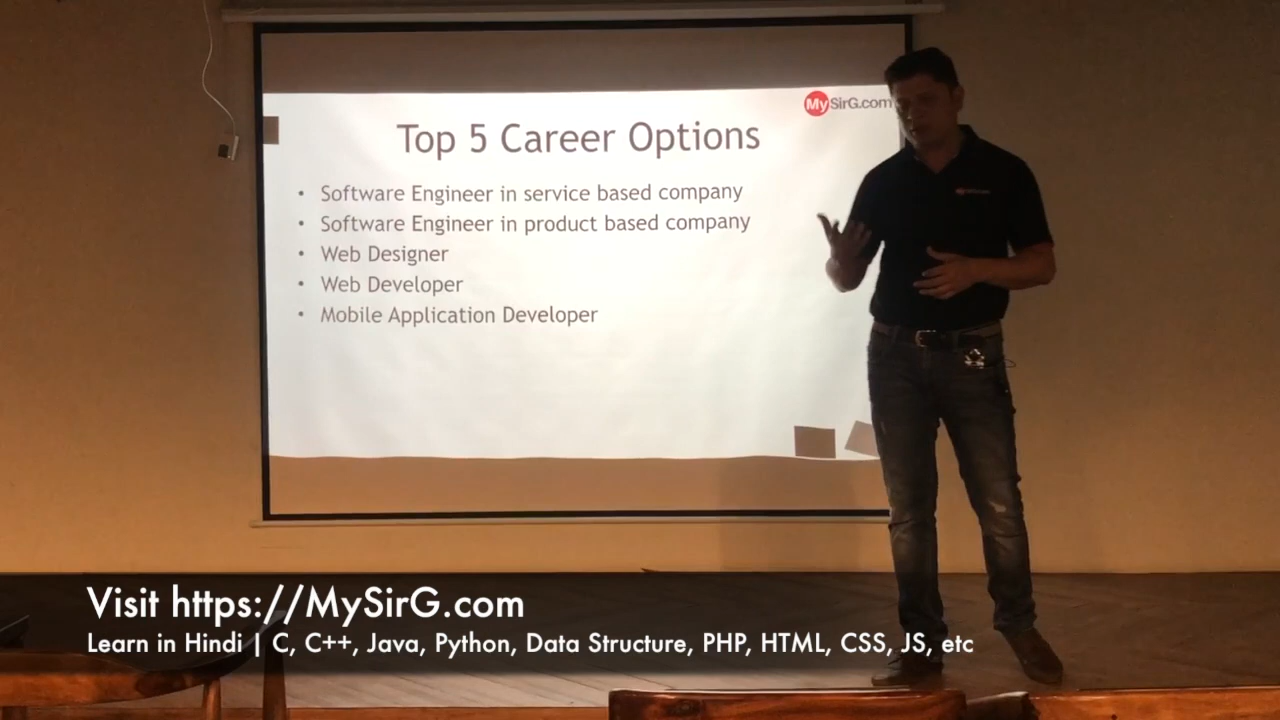 MySirG.com
Top 5 Career Options
• Software Engineer in service based company
• Software Engineer in product based company
• Web Designer
• Web Developer
• Mobile Application Developer
Visit https://MySirG.com
Learn in Hindi | C, C++, Java, Python, Data Structure, PHP, HTML, CSS, JS, etc